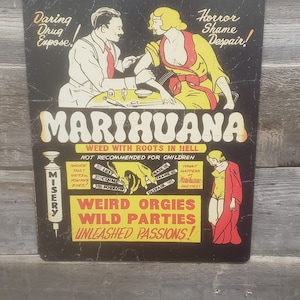 Daring
Drug
Expose!
Horror
Shame
Despair!
MARIHUANA
WEED WITH ROOTS IN HELL
NOT RECOMMENDED FOR CHILDREN
MISERY
WEIRD ORGIES
WILD PARTIES
UNLEASHED PASSIONS!